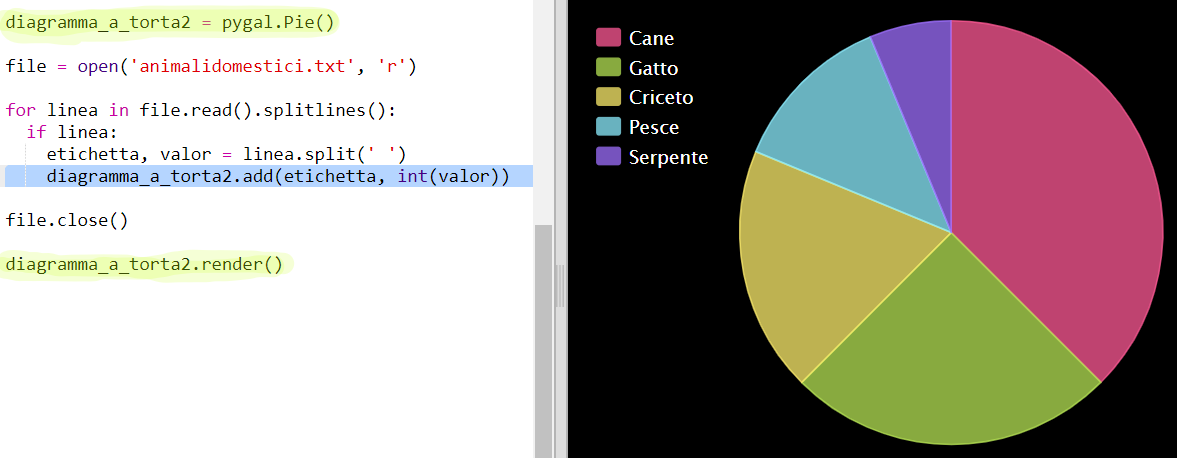 diagramma_a_torta2 = pygal.Pie()
file = open('animalidomestici.txt', 'r')
for linea in file.read().splitlines():
  if linea:
    etichetta, valor = linea.split(' ')
    diagramma_a_torta2.add(etichetta, int(valor))
file.close()
diagramma_a_torta2.render()
Cane
Gatto
Criceto
Pesce
Serpente